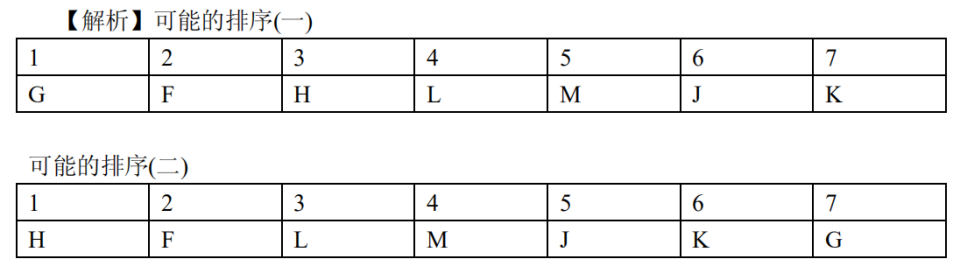 【解析】可能的排序(一)
1 2 3 4 5 6 7
G F H L M J K
可能的排序(二)
1 2 3 4 5 6 7
H F L M J K G